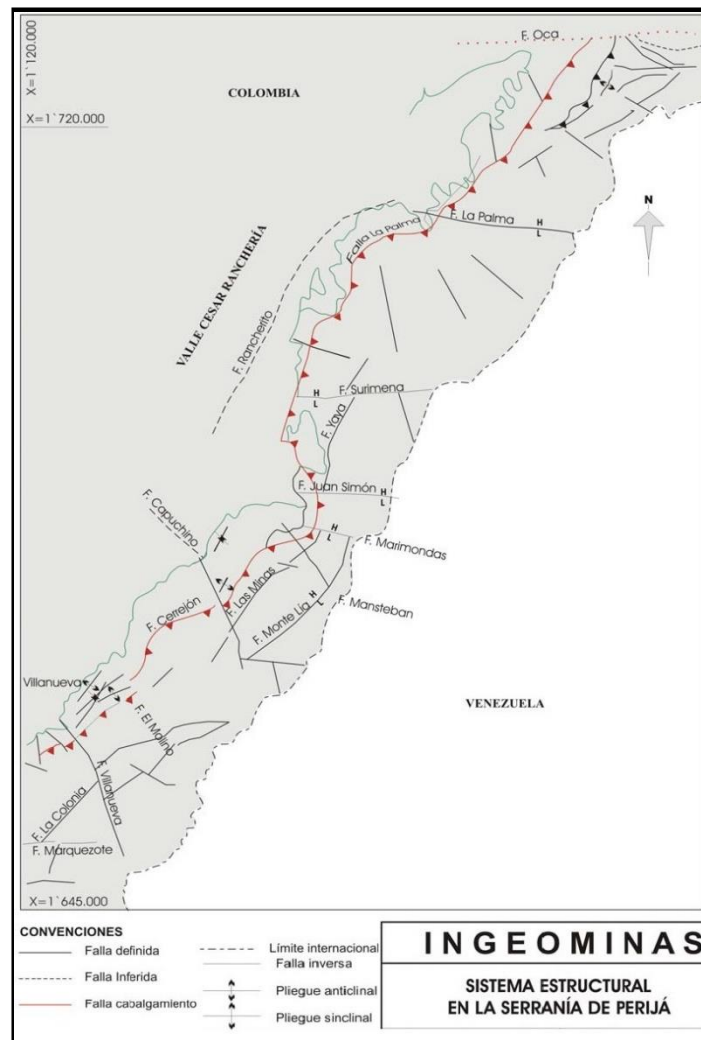 X=1`120.000
F. Oca
COLOMBIA
X=1`720.000
N
F. La Palma
H
L
Falla La Palma
VALLE CESAR RANCHERÍA
F. Rancherito
H
L
F. Surimena
F. Yaya
F. Juan Simón
H
L
F. Capuchino
H
L
F. Marimondas
F. Las Minas
F. Cerrejón
F. Monte Lia
H
L
F. Mansteban
Villanueva
VENEZUELA
F. El Molino
F. Villanueva
F. La Colonia
F. Marquezote
X=1`645.000
CONVENCIONES
Falla definida
Falla Inferida
Falla cabalgamiento
Límite internacional
Falla inversa
Pliegue anticlinal
Pliegue sinclinal
INGEOMINAS
SISTEMA ESTRUCTURAL
EN LA SERRANÍA DE PERIJÁ